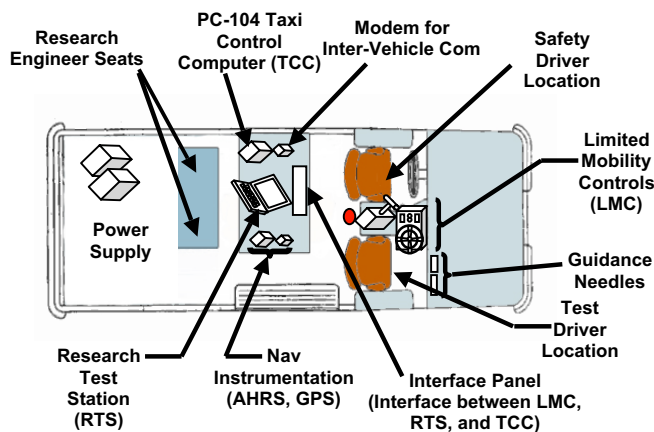 Research
Engineer Seats
PC-104 Taxi
Control
Computer (TCC)
Modem for
Inter-Vehicle Com
Safety
Driver
Location
Limited
Mobility
Controls
(LMC)
Power
Supply
Guidance
Needles
Test
Driver
Location
Research
Test
Station
(RTS)
Nav
Instrumentation
(AHRS, GPS)
Interface Panel
(Interface between LMC,
RTS, and TCC)